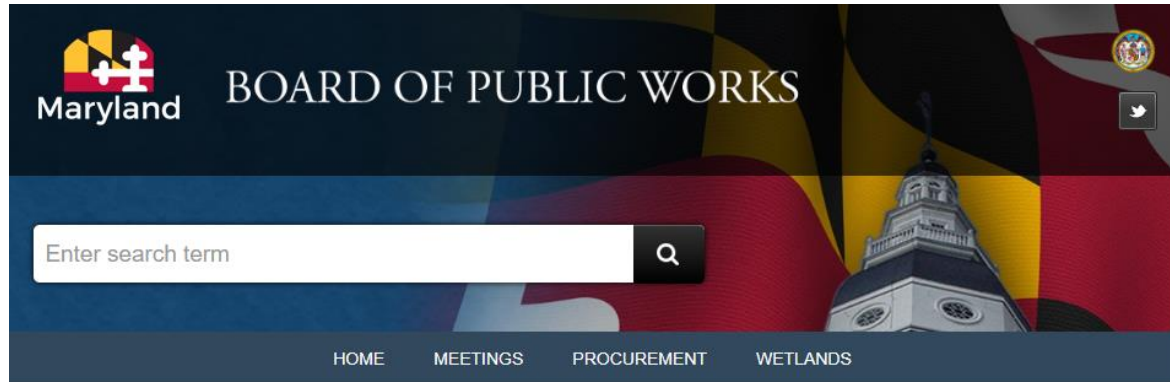 Maryland
BOARD OF PUBLIC WORKS
Enter search term
HOME MEETINGS PROCUREMENT WETLANDS